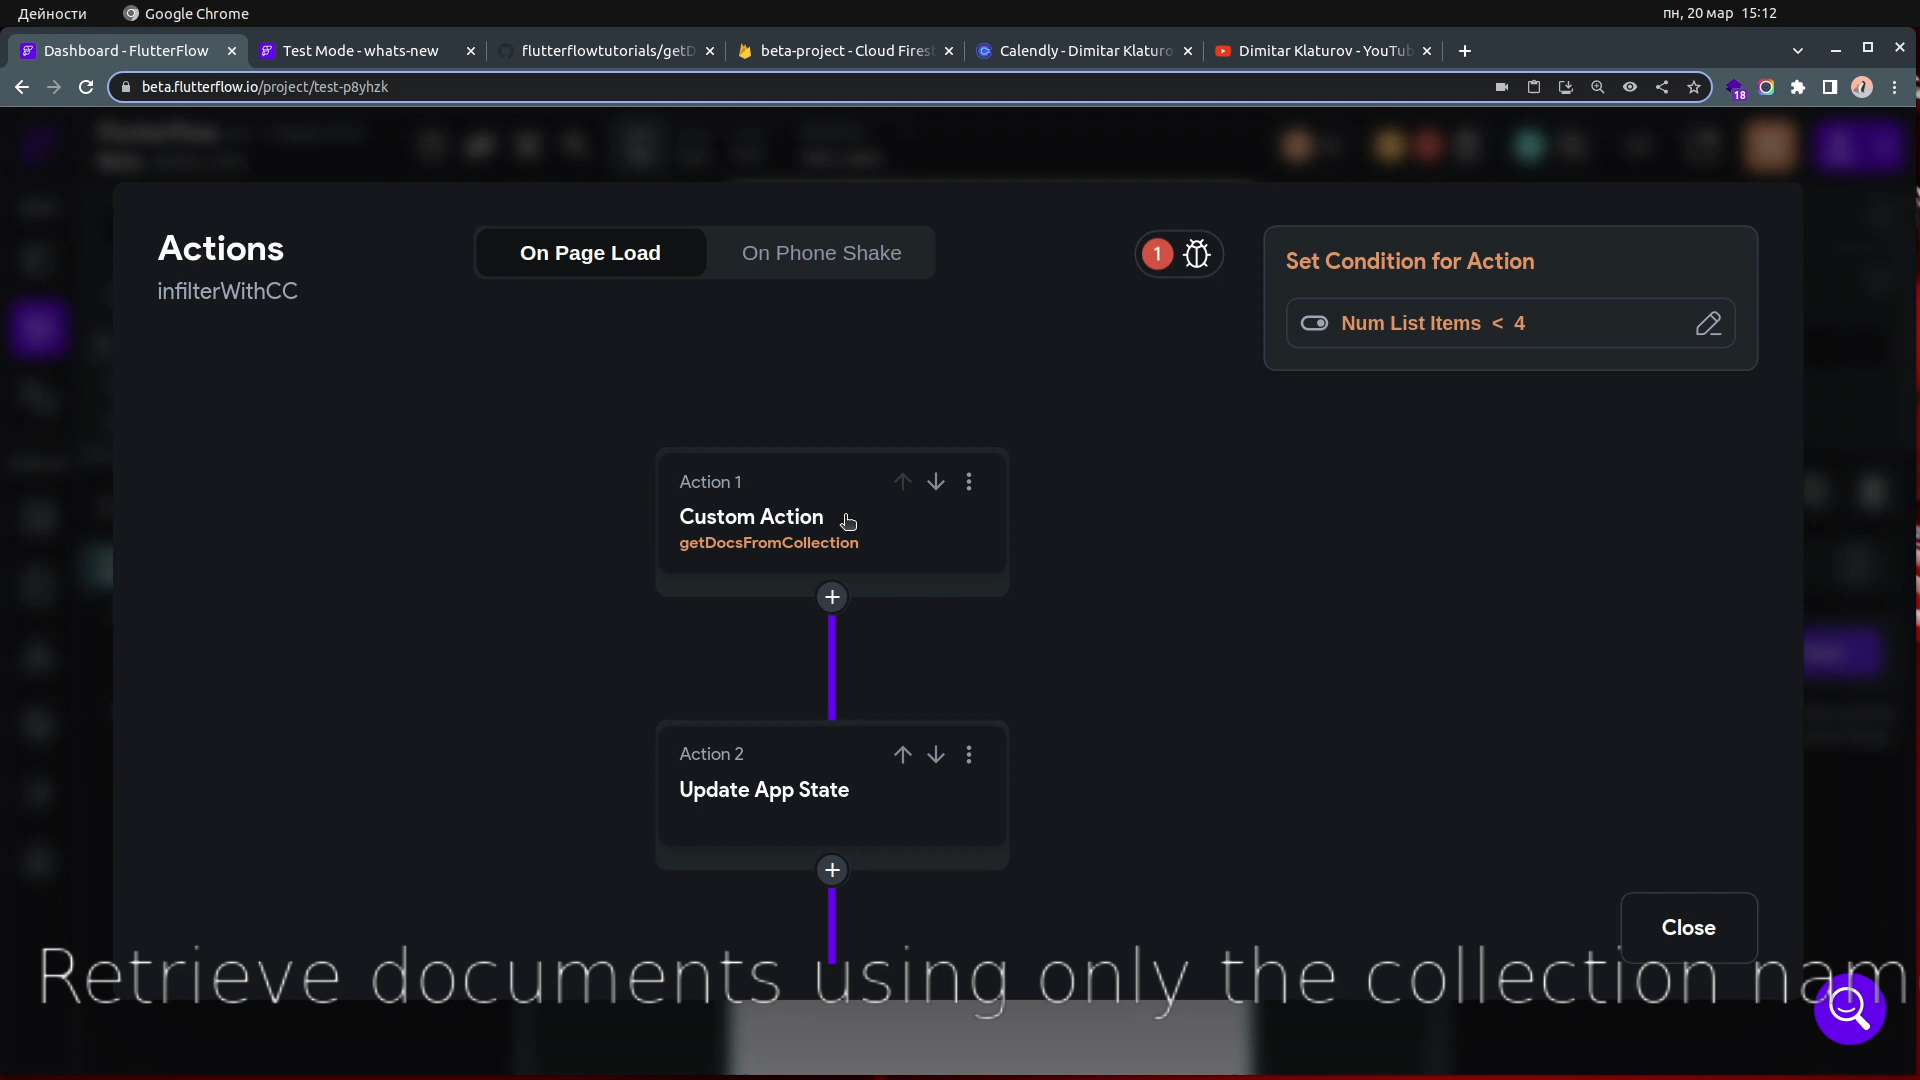 Дейности
Google Chrome
пн, 20 мар 15:12
Dashboard - FlutterFlow
Test Mode - whats-new
flutterflowtutorials/getD
beta-project - Cloud Firest
Calendly - Dimitar Klaturo
Dimitar Klaturov - YouTub
beta.flutterflow.io/project/test-p8yhzk
18
Actions
infilterWithCC
On Page Load
On Phone Shake
1
Set Condition for Action
Num List Items < 4
Action 1
Custom Action
getDocsFromCollection
Action 2
Update App State
Close
Retrieve documents using only the collection nam